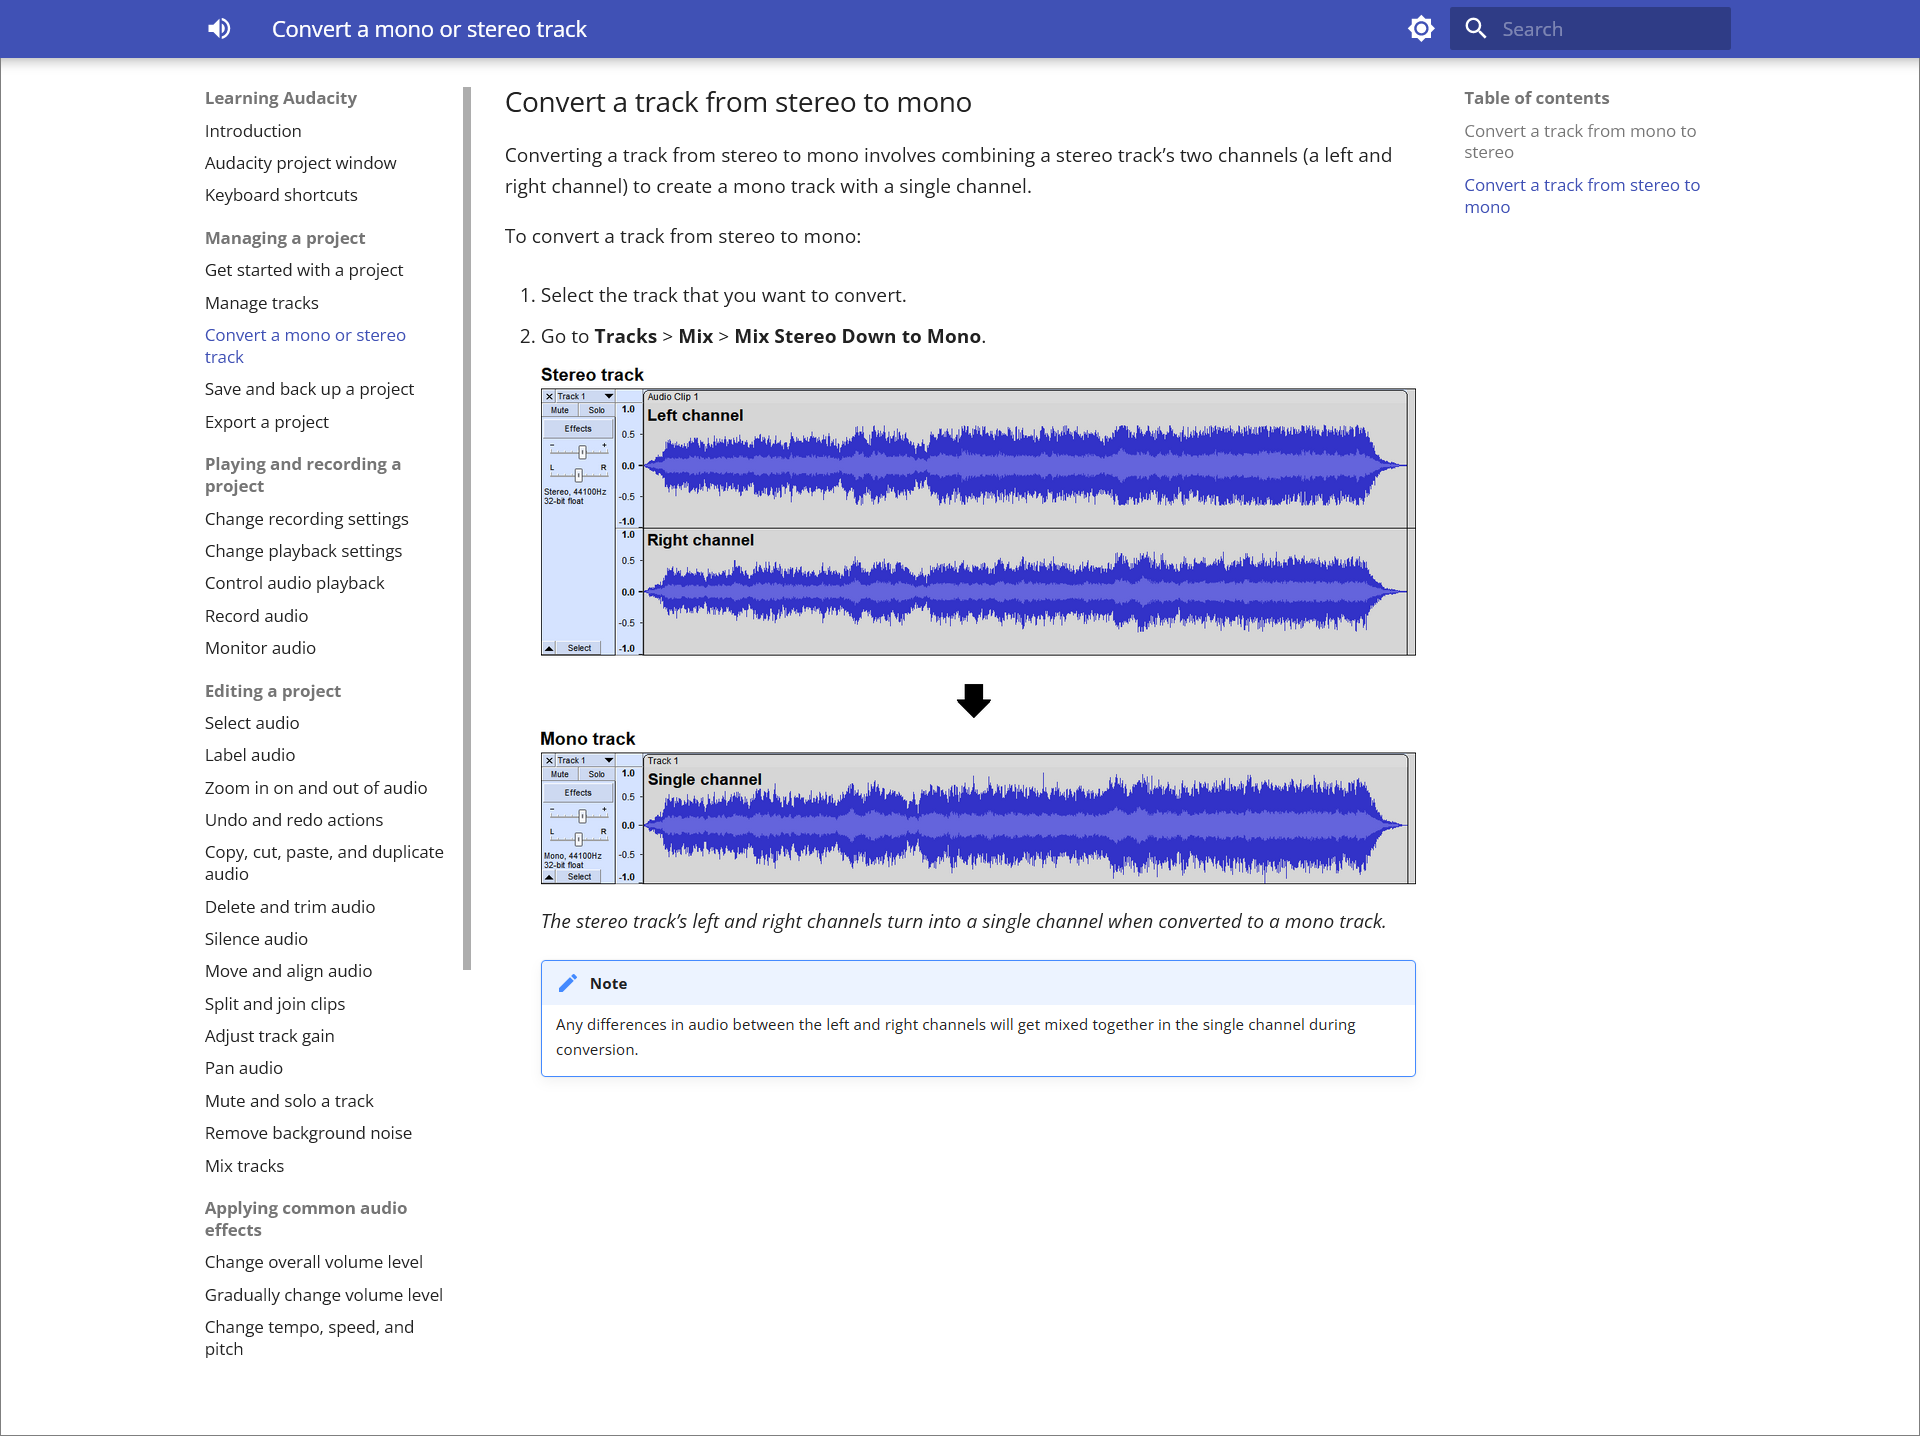 Convert a mono or stereo track
Search
Learning Audacity
Introduction
Audacity project window
Keyboard shortcuts
Managing a project
Get started with a project
Manage tracks
Convert a mono or stereo
track
Save and back up a project
Export a project
Playing and recording a
project
Change recording settings
Change playback settings
Control audio playback
Record audio
Monitor audio
Editing a project
Select audio
Label audio
Zoom in on and out of audio
Undo and redo actions
Copy, cut, paste, and duplicate
audio
Delete and trim audio
Silence audio
Move and align audio
Split and join clips
Adjust track gain
Pan audio
Mute and solo a track
Remove background noise
Mix tracks
Applying common audio
effects
Change overall volume level
Gradually change volume level
Change tempo, speed, and
pitch
Convert a track from stereo to mono
Converting a track from stereo to mono involves combining a stereo track’s two channels (a left and
right channel) to create a mono track with a single channel.
To convert a track from stereo to mono:
1. Select the track that you want to convert.
2. Go to Tracks > Mix > Mix Stereo Down to Mono.
Stereo track
× Track 1
Mute Solo
Effects
- +
L R
Stereo, 44100Hz
32-bit float
Select
1.0
0.5
0.0
-0.5
-1.0
1.0
0.5
0.0
-0.5
-1.0
Audio Clip 1
Left channel
Right channel
Mono track
× Track 1
Mute Solo
Effects
- +
L R
Mono, 44100Hz
32-bit float
Select
1.0
0.5
0.0
-0.5
-1.0
Track 1
Single channel
The stereo track’s left and right channels turn into a single channel when converted to a mono track.
Note
Any differences in audio between the left and right channels will get mixed together in the single channel during
conversion.
Table of contents
Convert a track from mono to
stereo
Convert a track from stereo to
mono